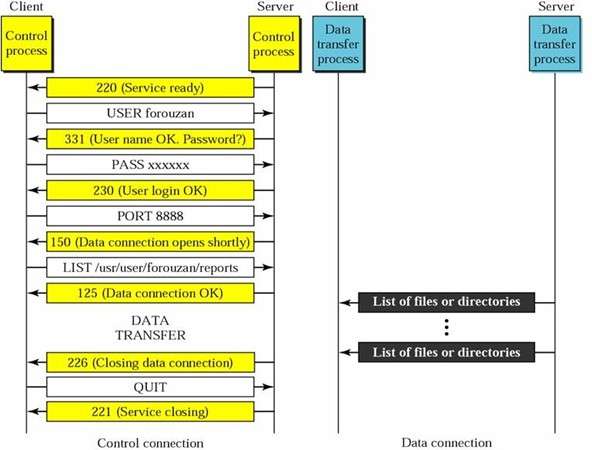 Client
Server
Client
Server
Control
process
Control
process
Data
transfer
process
Data
transfer
process
220 (Service ready)
USER forouzan
331 (User name OK. Password?)
PASS xxxxxx
230 (User login OK)
PORT 8888
150 (Data connection opens shortly)
LIST /usr/user/forouzan/reports
125 (Data connection OK)
List of files or directories
DATA
TRANSFER
List of files or directories
226 (Closing data connection)
QUIT
221 (Service closing)
Control connection
Data connection